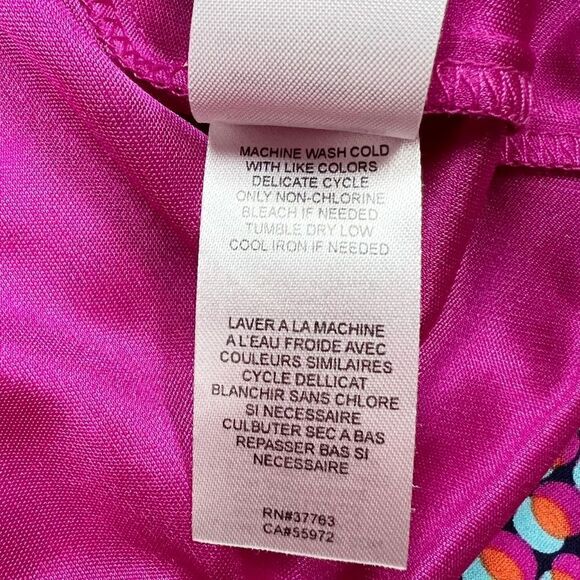 MACHINE WASH COLD
WITH LIKE COLORS
DELICATE CYCLE
ONLY NON-CHLORINE
BLEACH IF NEEDED
TUMBLE DRY LOW
COOL IRON IF NEEDED
LAVER A LA MACHINE
A L'EAU FROIDE AVEC
COULEURS SIMILAIRES
CYCLE DELLICAT
BLANCHIR SANS CHLORE
SI NECESSAIRE
CULBUTER SEC A BAS
REPASSER BAS SI
NECESSAIRE
RN#37763
CA#55972